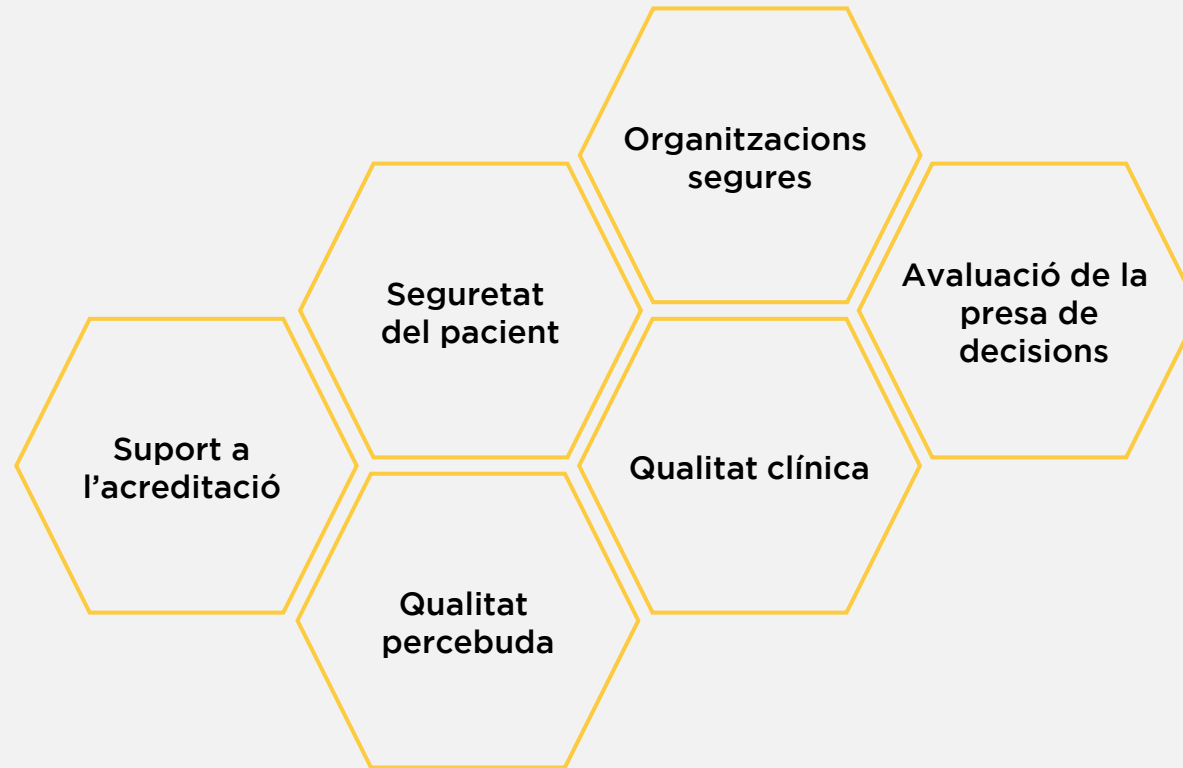 Organitzacions
segures
Seguretat
del pacient
Avaluació de la
presa de
decisions
Suport a
l’acreditació
Qualitat clínica
Qualitat
percebuda